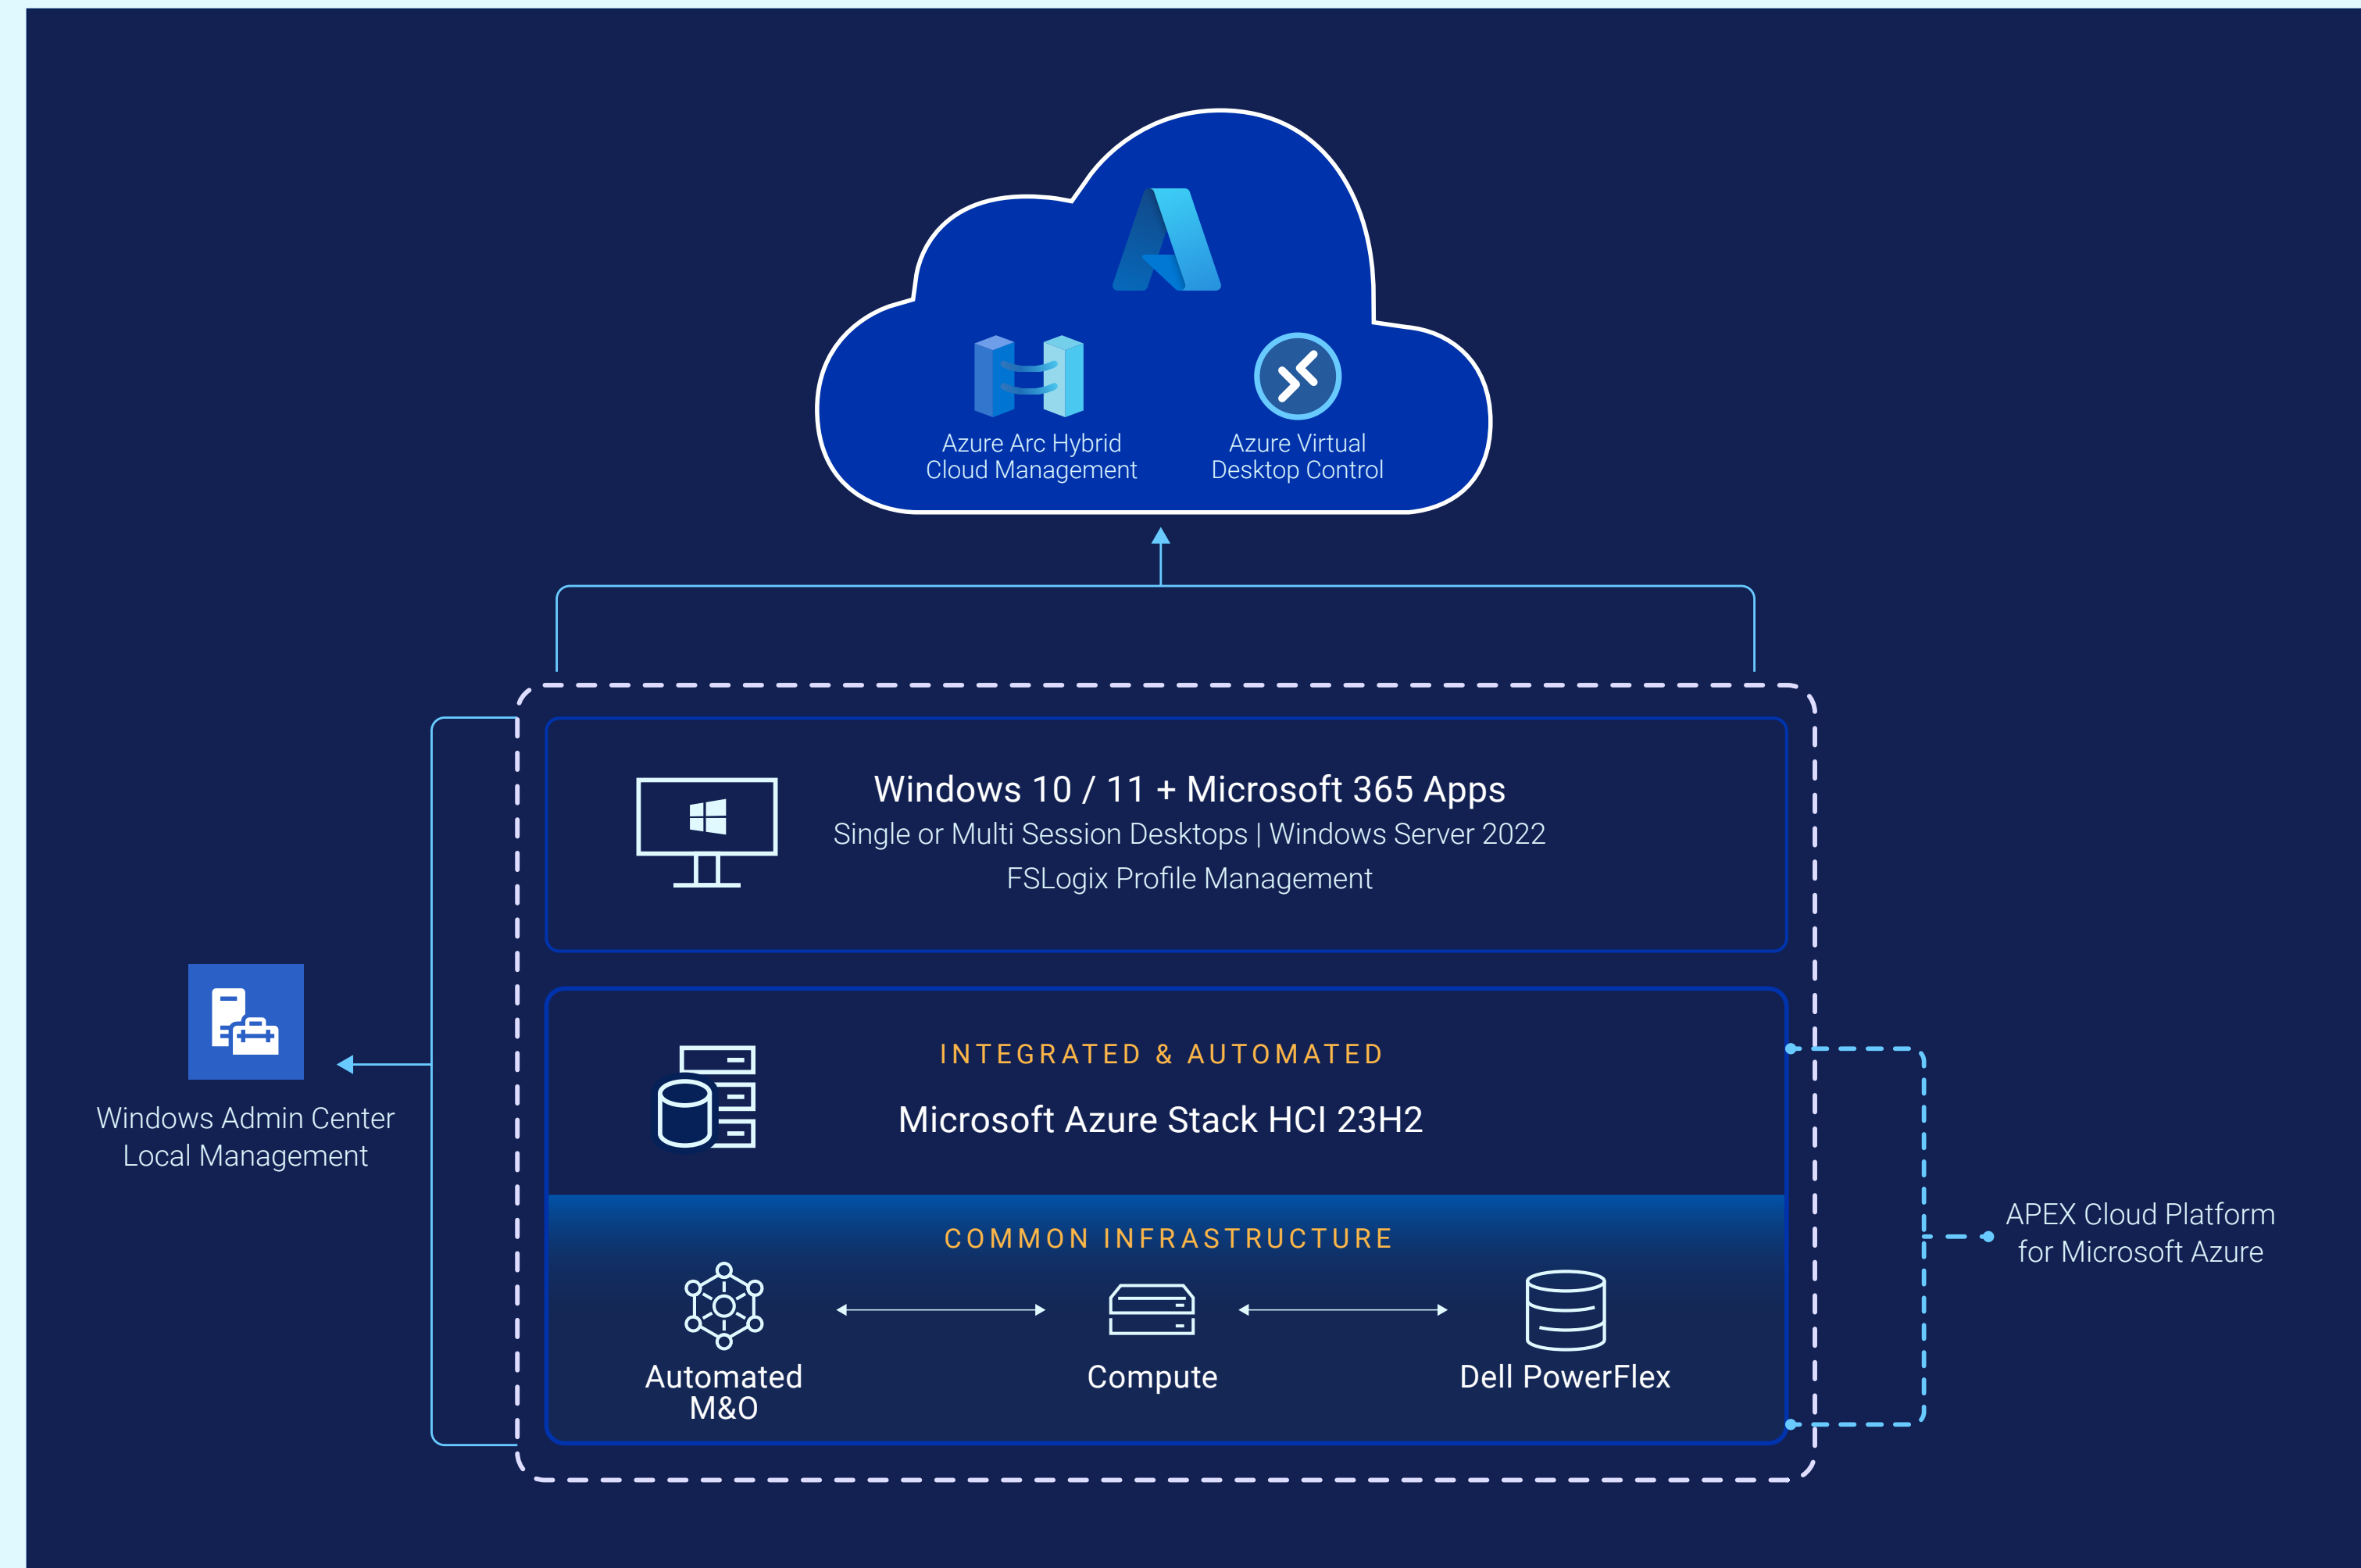 Azure Arc Hybrid
Cloud Management
Azure Virtual
Desktop Control
Windows 10 / 11 + Microsoft 365 Apps
Single or Multi Session Desktops | Windows Server 2022
FSLogix Profile Management
Windows Admin Center
Local Management
INTEGRATED & AUTOMATED
Microsoft Azure Stack HCI 23H2
COMMON INFRASTRUCTURE
Automated
M&O
Compute
Dell PowerFlex
APEX Cloud Platform
for Microsoft Azure